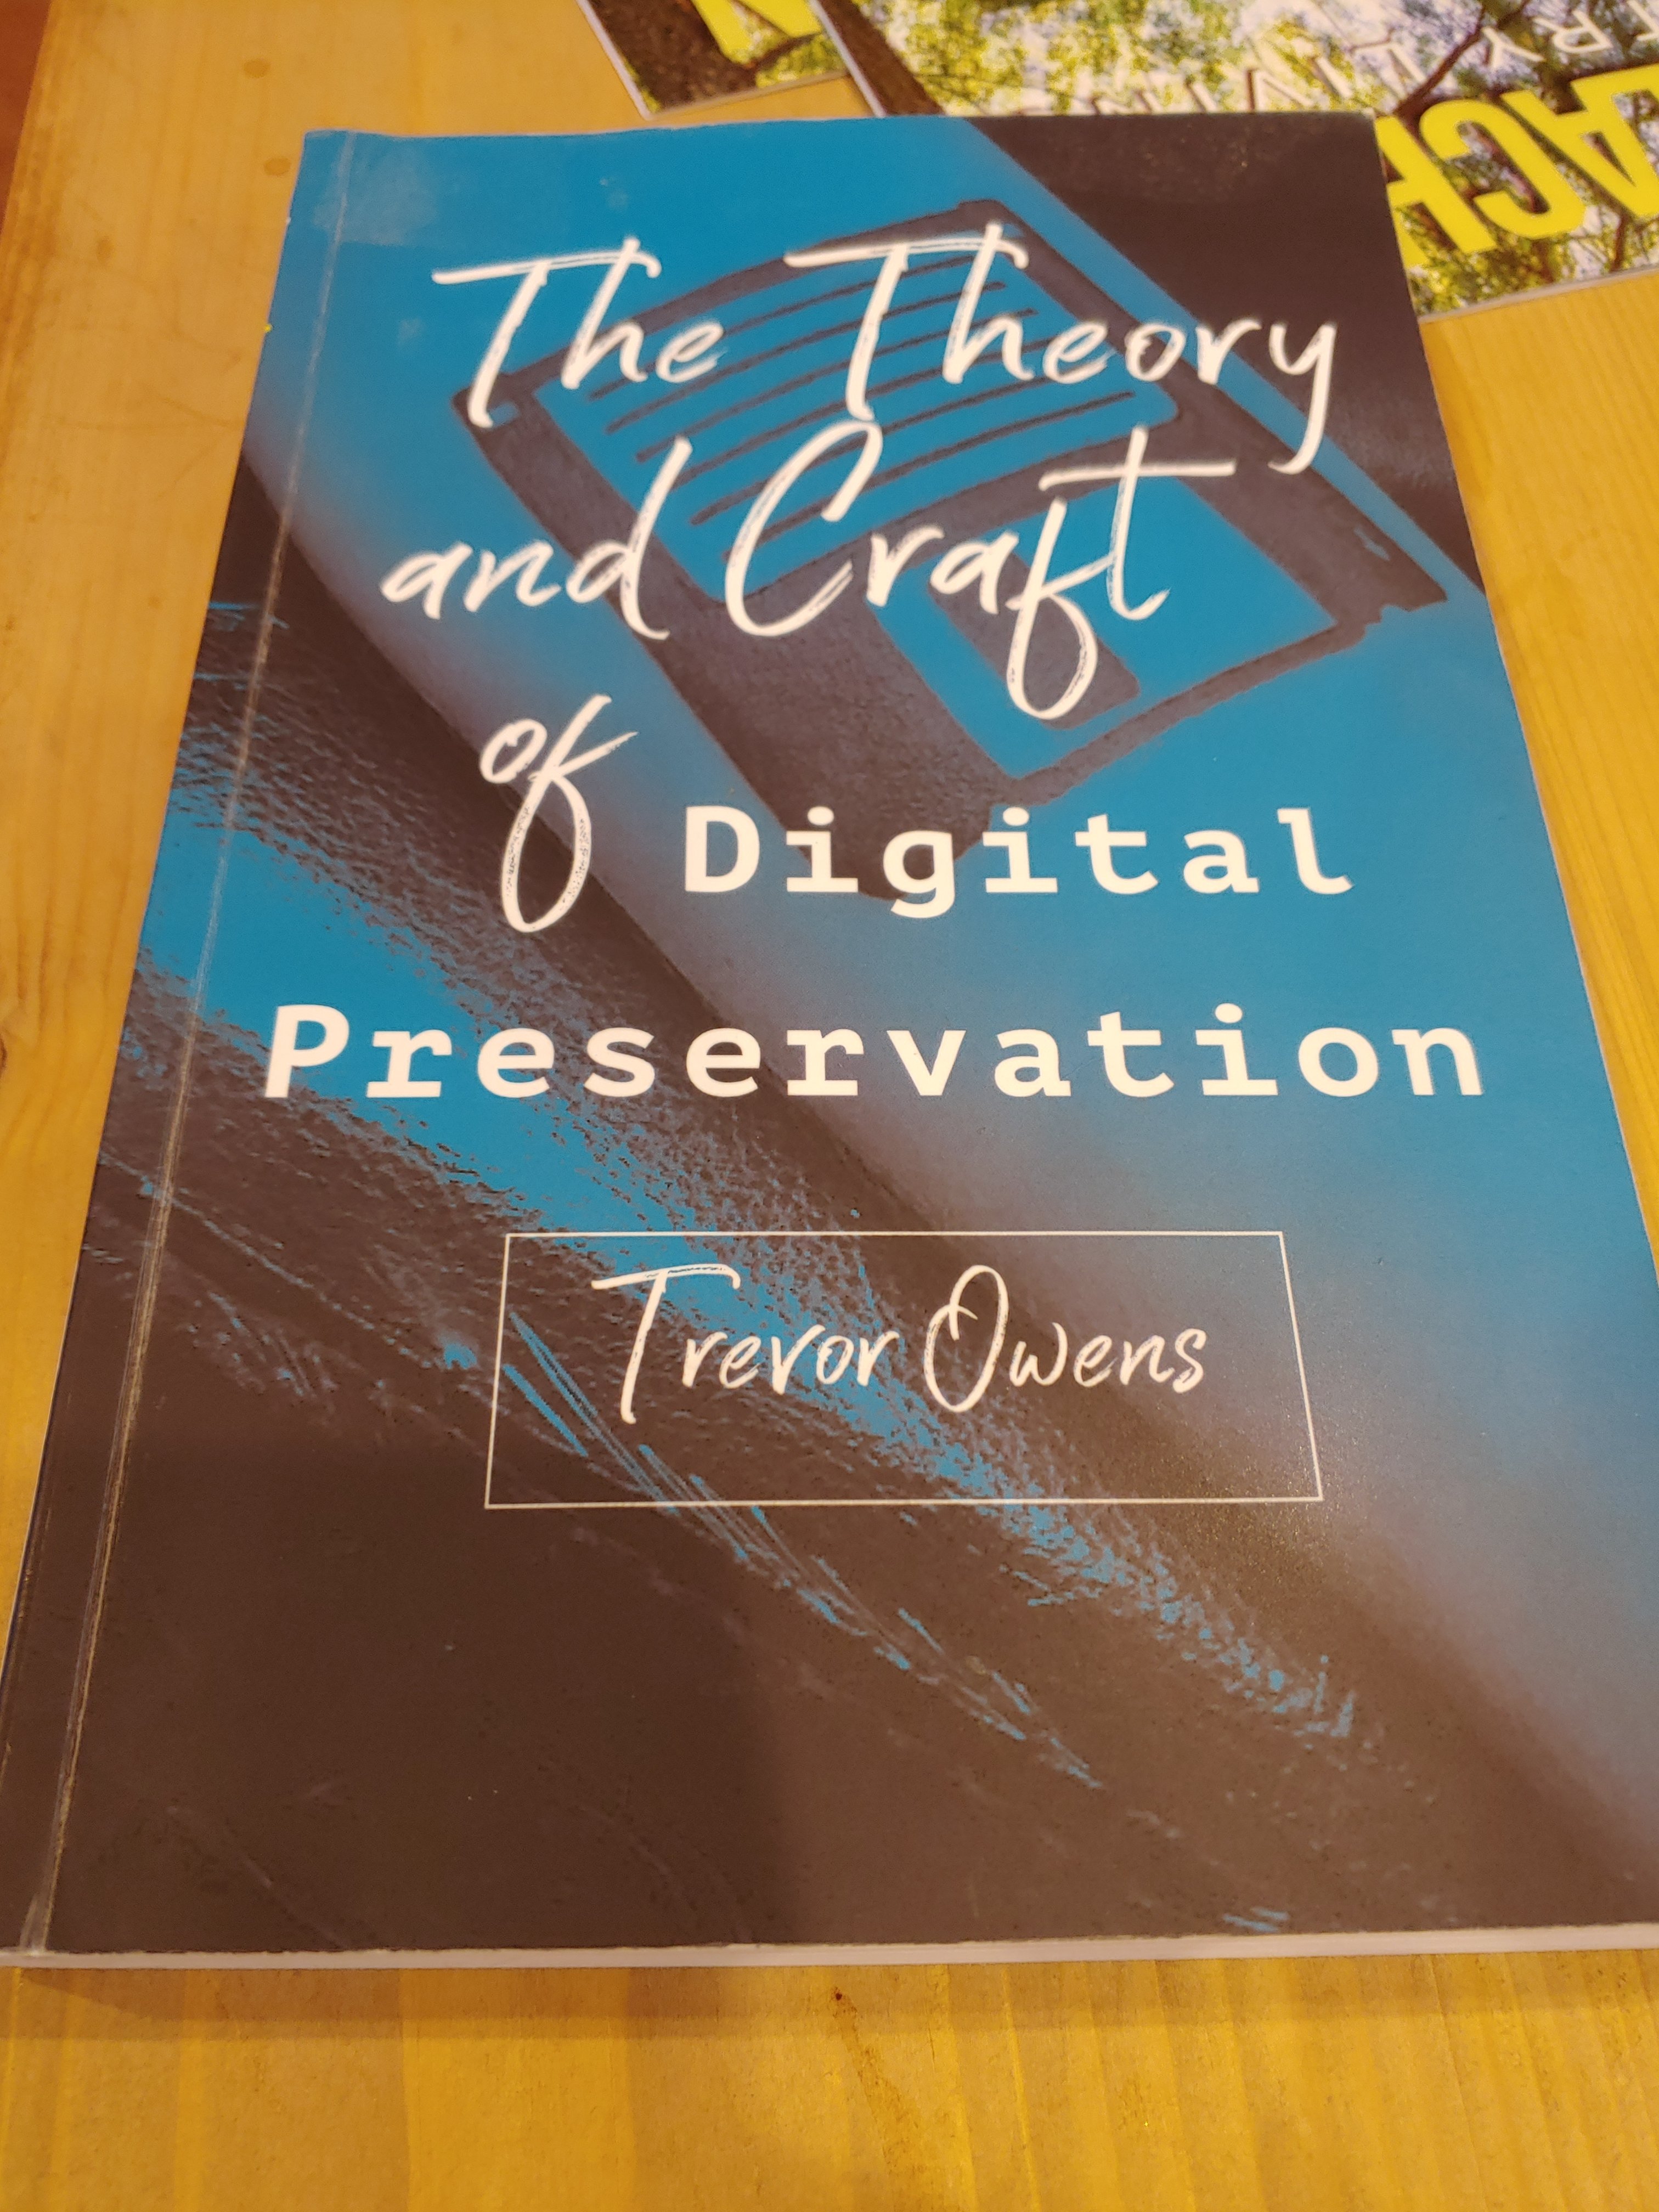 The Theory
and Craft
of Digital
Preservation
Trevor Owens